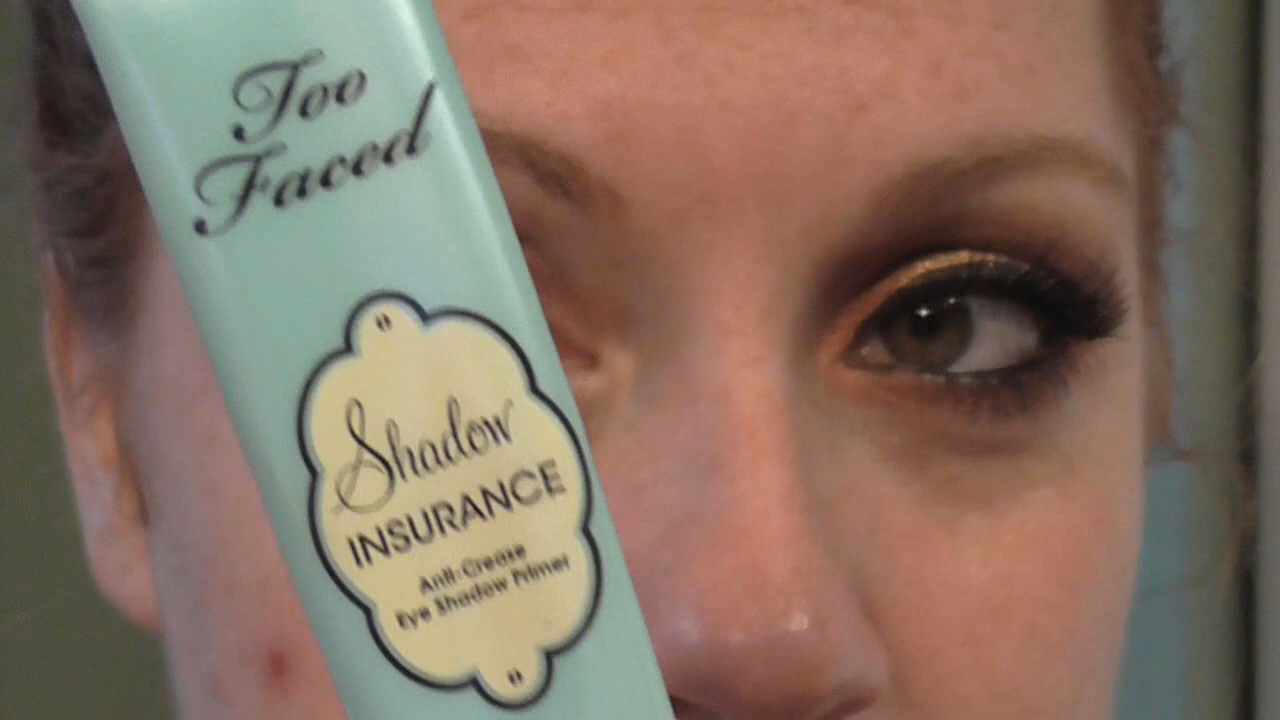 Too
Faced
Shadow
INSURANCE
Anti-Crease
Eye Shadow Primer